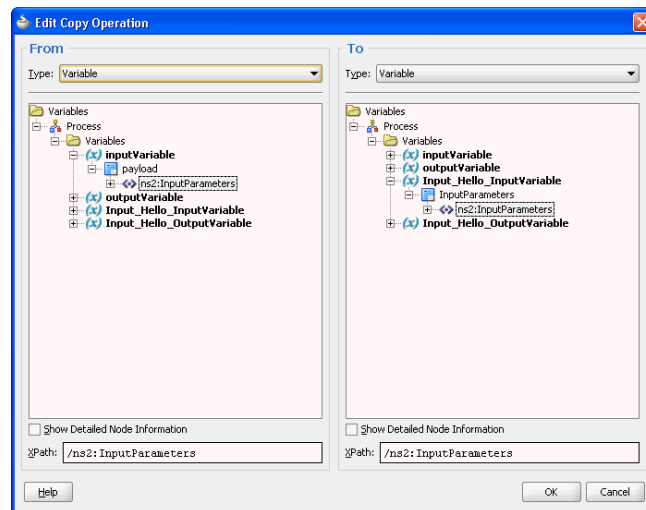 Edit Copy Operation
From
Type: Variable
Variables
Process
Variables
inputVariable
payload
ns2:InputParameters
outputVariable
Input_Hello_InputVariable
Input_Hello_OutputVariable
Show Detailed Node Information
XPath: /ns2:InputParameters
To
Type: Variable
Variables
Process
Variables
inputVariable
outputVariable
Input_Hello_InputVariable
InputParameters
ns2:InputParameters
Input_Hello_OutputVariable
Show Detailed Node Information
XPath: /ns2:InputParameters
Help
OK
Cancel